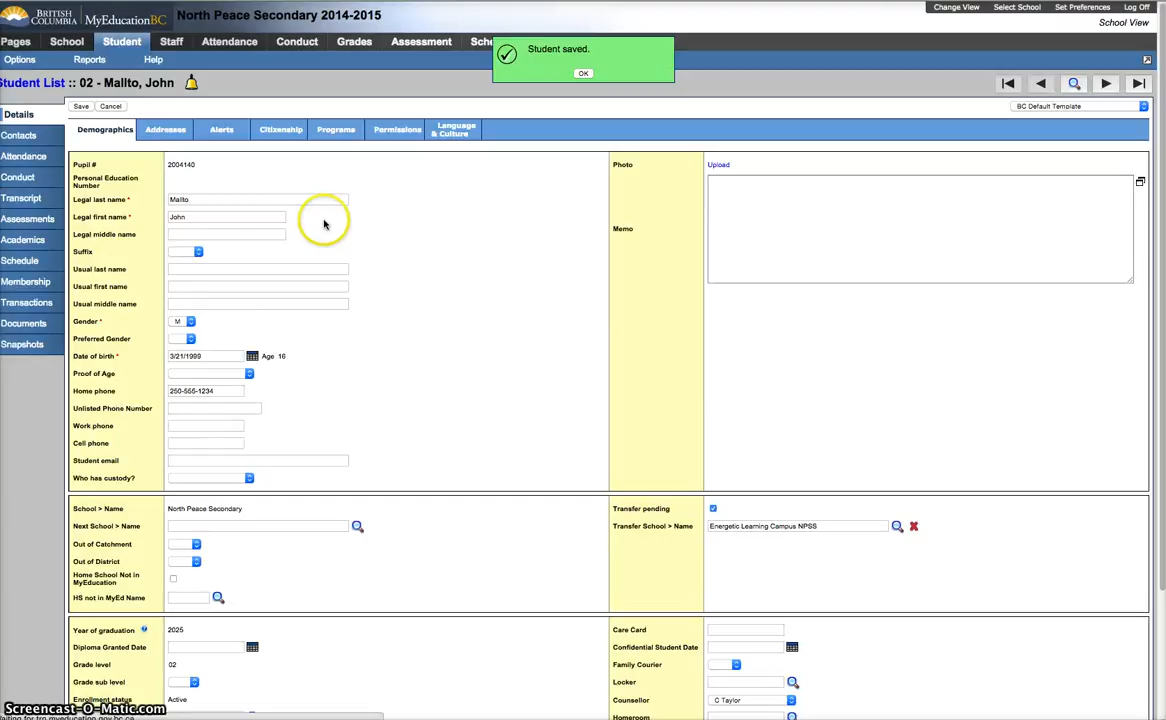 BRITISH COLUMBIA MyEducationBC North Peace Secondary 2014-2015 Change View Select School Set Preferences Log Off
School View
Pages School Student Staff Attendance Conduct Grades Assessment
Options Reports Help
Student saved.
OK
Student List :: 02 - Mallto, John
Save Cancel BC Default Template
Details
Contacts
Attendance
Conduct
Transcript
Assessments
Academics
Schedule
Membership
Transactions
Documents
Snapshots
Demographics Addresses Alerts Citizenship Programs Permissions Language & Culture
Pupil # 2004140
Personal Education Number
Legal last name * Mallto
Legal first name * John
Legal middle name
Suffix
Usual last name
Usual first name
Usual middle name
Gender * M
Preferred Gender
Date of birth * 3/21/1999 Age 16
Proof of Age
Home phone 250-555-1234
Unlisted Phone Number
Work phone
Cell phone
Student email
Who has custody?
Photo Upload
Memo
School > Name North Peace Secondary
Next School > Name
Out of Catchment
Out of District
Home School Not in MyEducation
HS not in MyEd Name
Transfer pending
Transfer School > Name Energetic Learning Campus NPSS
Year of graduation 2025
Diploma Granted Date
Grade level 02
Grade sub level
Enrollment status Active
Care Card
Confidential Student Date
Family Courier
Locker
Counsellor C Taylor
Homeroom
Screencast-O-Matic.com